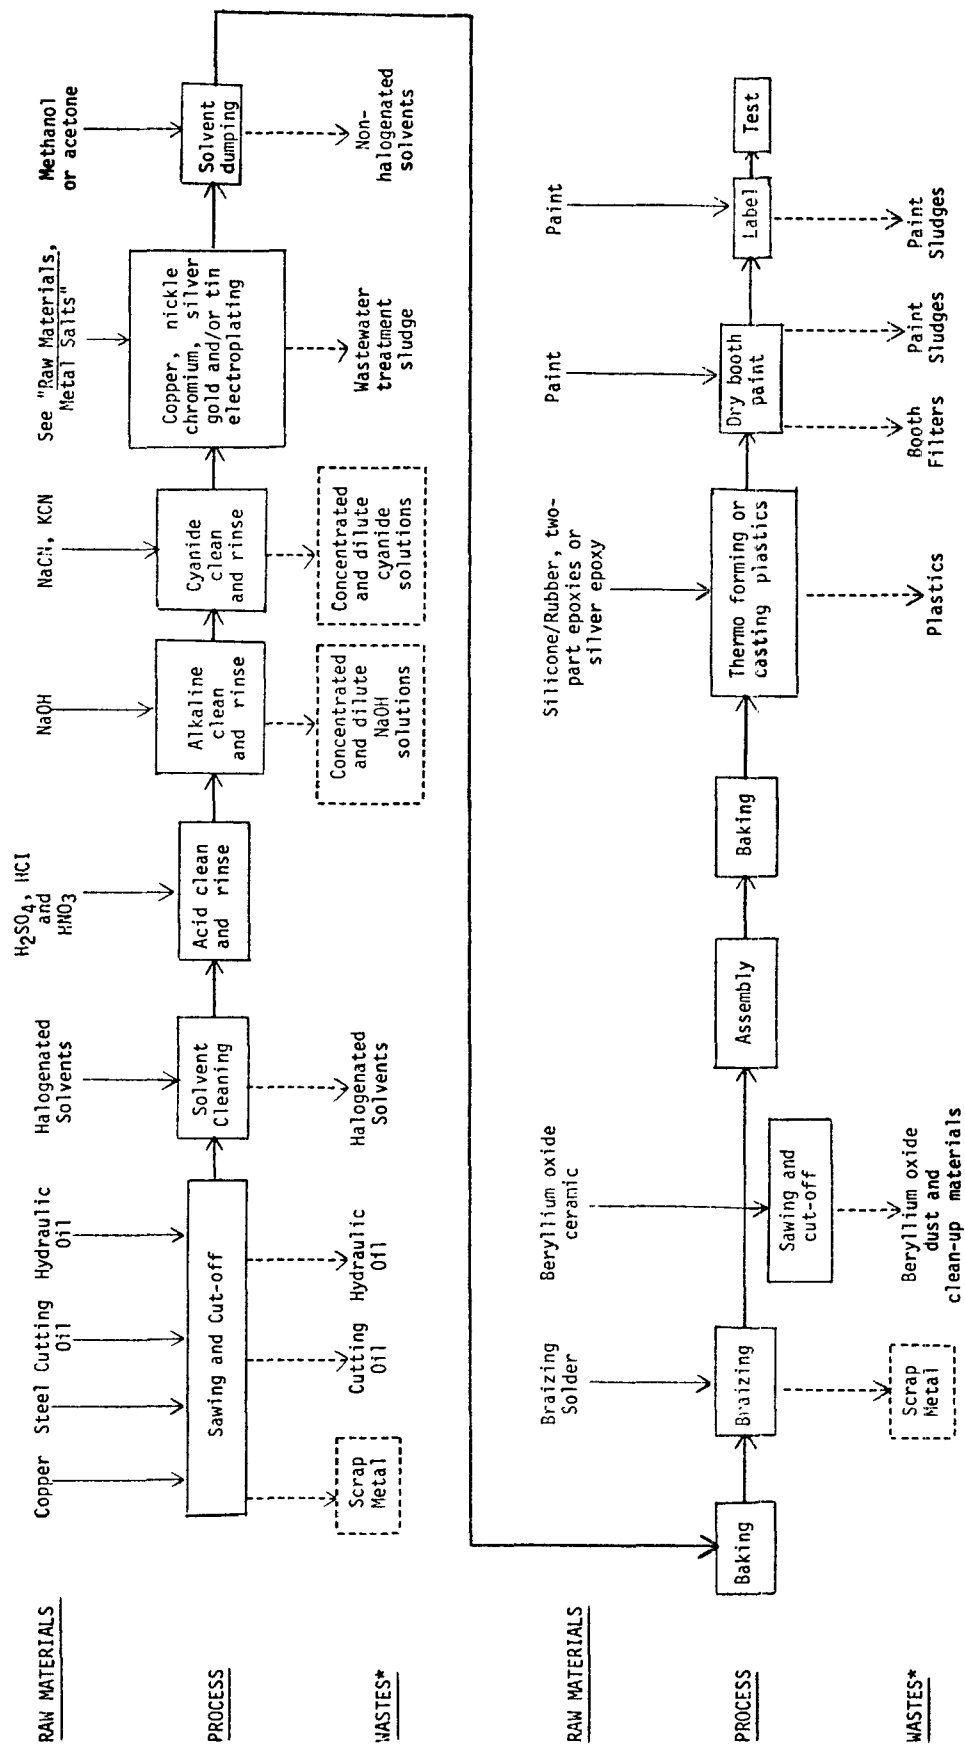 RAW MATERIALS
Copper
Steel
Cutting
Oil
Hydraulic
Oil
Halogenated
Solvents
H2SO4, HCI
and
HNO3
NaOH
NaCN, KCN
See "Raw Materials,
Metal Salts"
Methanol
or acetone
PROCESS
Sawing and Cut-off
Solvent
Cleaning
Acid clean
and rinse
Alkaline
clean
and rinse
Cyanide
clean
and rinse
Copper, nickle
chromium, silver
gold and/or tin
electroplating
Solvent
dumping
WASTES*
Scrap
Metal
Cutting
Oil
Hydraulic
Oil
Halogenated
Solvents
Concentrated
and dilute
NaOH
solutions
Concentrated
and dilute
cyanide
solutions
Wastewater
treatment
sludge
Non-
halogenated
solvents
RAW MATERIALS
Braizing
Solder
Beryllium oxide
ceramic
Silicone/Rubber, two-
part epoxies or
silver epoxy
Paint
Paint
PROCESS
Baking
Braizing
Sawing and
cut-off
Assembly
Baking
Thermo forming or
casting plastics
Dry booth
paint
Label
Test
WASTES*
Scrap
Metal
Beryllium oxide
dust and
clean-up materials
Plastics
Booth
Filters
Paint
Sludges
Paint
Sludges